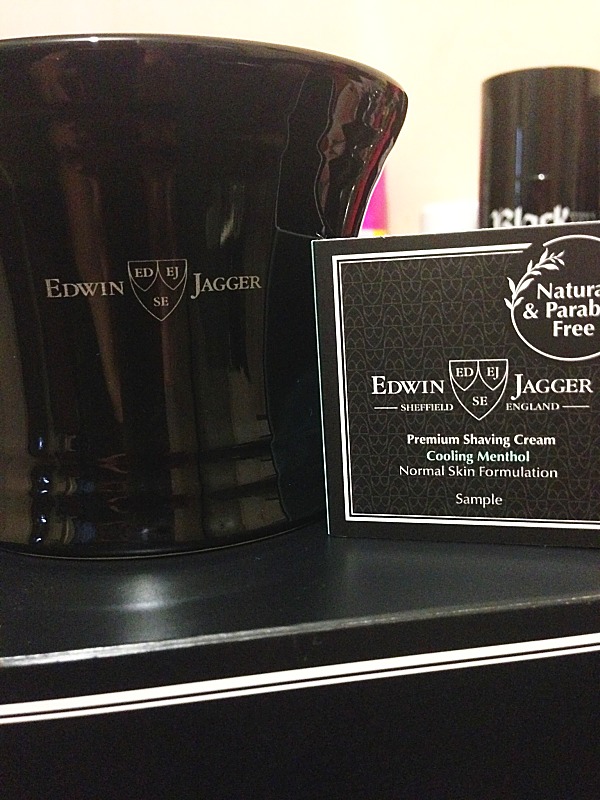 EDWIN ED EJ SE JAGGER
Black
Natura
& Parab
Free
EDWIN ED EJ SE JAGGER
SHEFFIELD ENGLAND
Premium Shaving Cream
Cooling Menthol
Normal Skin Formulation
Sample